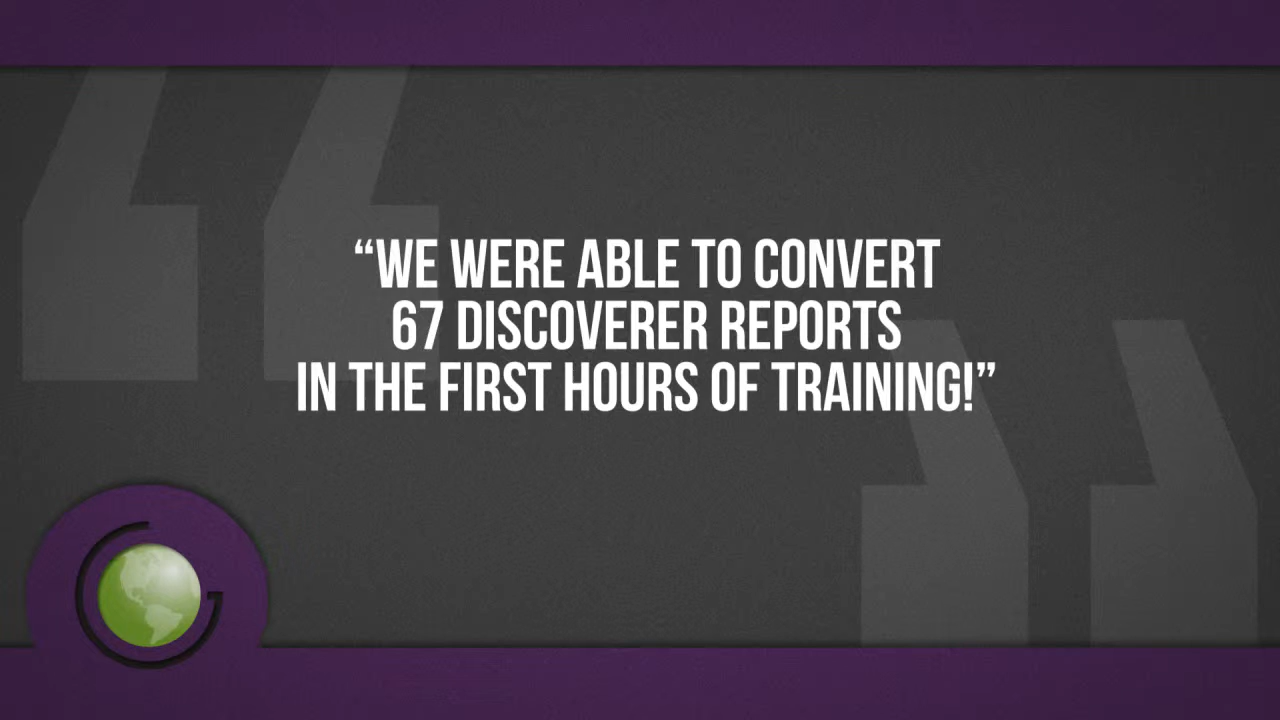 “WE WERE ABLE TO CONVERT
67 DISCOVERER REPORTS
IN THE FIRST HOURS OF TRAINING!”